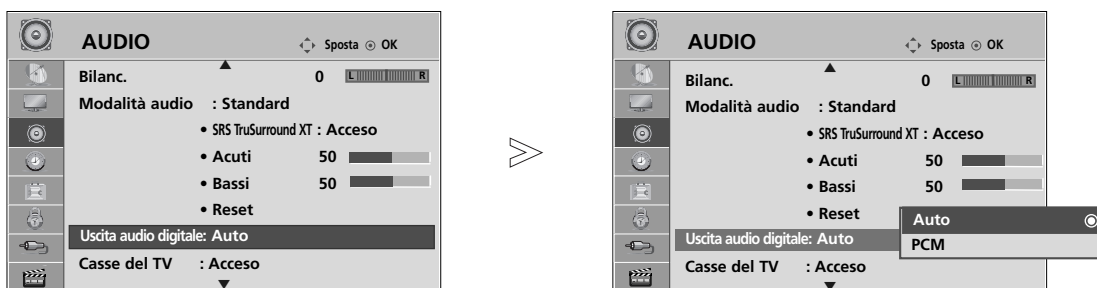 AUDIO Sposta OK
Bilanc. 0 L R
Modalità audio : Standard
• SRS TruSurround XT : Acceso
• Acuti 50
• Bassi 50
• Reset
Uscita audio digitale: Auto
Casse del TV : Acceso
AUDIO Sposta OK
Bilanc. 0 L R
Modalità audio : Standard
• SRS TruSurround XT : Acceso
• Acuti 50
• Bassi 50
• Reset
Uscita audio digitale: Auto
Casse del TV : Acceso
Auto
PCM